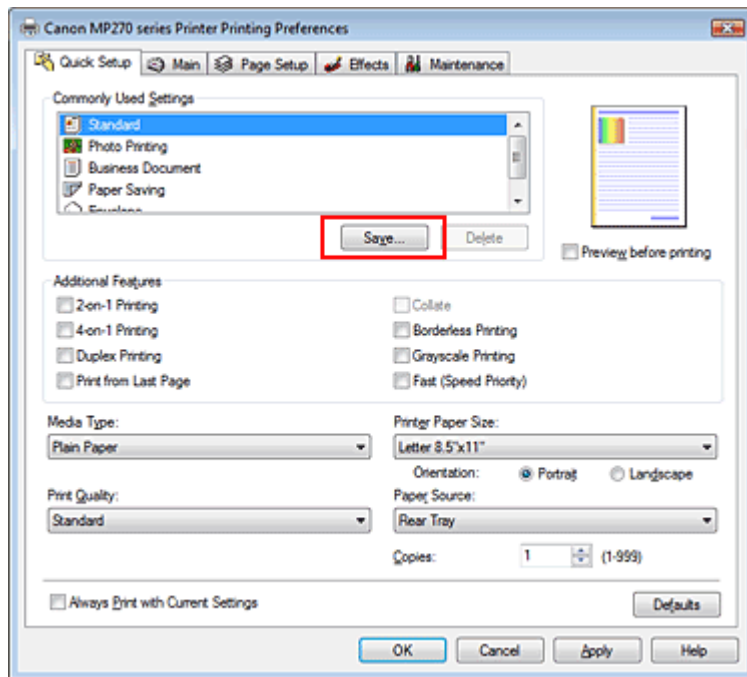 Canon MP270 series Printer Printing Preferences
Quick Setup Main Page Setup Effects Maintenance
Commonly Used Settings
Standard
Photo Printing
Business Document
Paper Saving
Envelope
Save... Delete
Preview before printing
Additional Features
2-on-1 Printing Collate
4-on-1 Printing Borderless Printing
Duplex Printing Grayscale Printing
Print from Last Page Fast (Speed Priority)
Media Type: Printer Paper Size:
Plain Paper Letter 8.5"x11"
Orientation: Portrait Landscape
Print Quality: Paper Source:
Standard Rear Tray
Copies: 1 (1-999)
Always Print with Current Settings Defaults
OK Cancel Apply Help